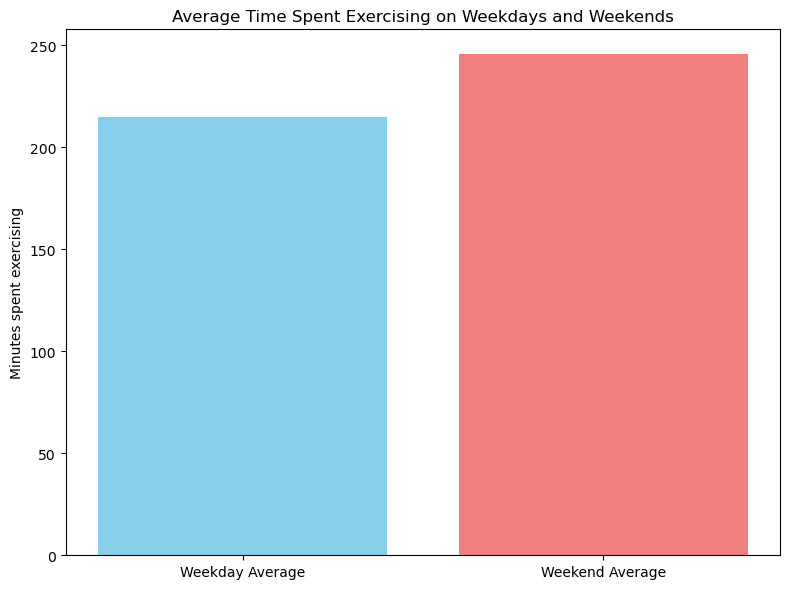 Average Time Spent Exercising on Weekdays and Weekends
250
200
150
100
50
0
Minutes spent exercising
Weekday Average
Weekend Average